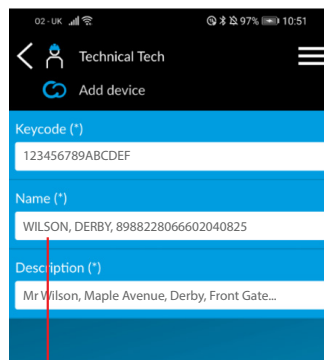 02-UK 97% 10:51
Technical Tech
Add device
Keycode (*)
123456789ABCDEF
Name (*)
WILSON, DERBY, 8988228066602040825
Description (*)
Mr Wilson, Maple Avenue, Derby, Front Gate...